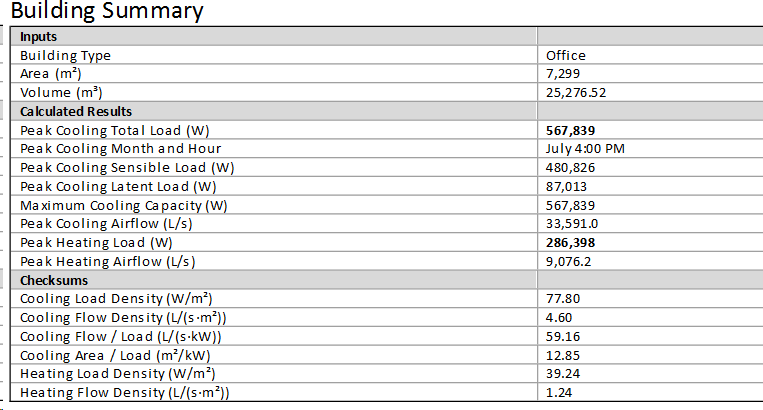 Building Summary
Inputs
Building Type Office
Area (m²) 7,299
Volume (m³) 25,276.52
Calculated Results
Peak Cooling Total Load (W) 567,839
Peak Cooling Month and Hour July 4:00 PM
Peak Cooling Sensible Load (W) 480,826
Peak Cooling Latent Load (W) 87,013
Maximum Cooling Capacity (W) 567,839
Peak Cooling Airflow (L/s) 33,591.0
Peak Heating Load (W) 286,398
Peak Heating Airflow (L/s) 9,076.2
Checksums
Cooling Load Density (W/m²) 77.80
Cooling Flow Density (L/(s·m²)) 4.60
Cooling Flow / Load (L/(s·kW)) 59.16
Cooling Area / Load (m²/kW) 12.85
Heating Load Density (W/m²) 39.24
Heating Flow Density (L/(s·m²)) 1.24